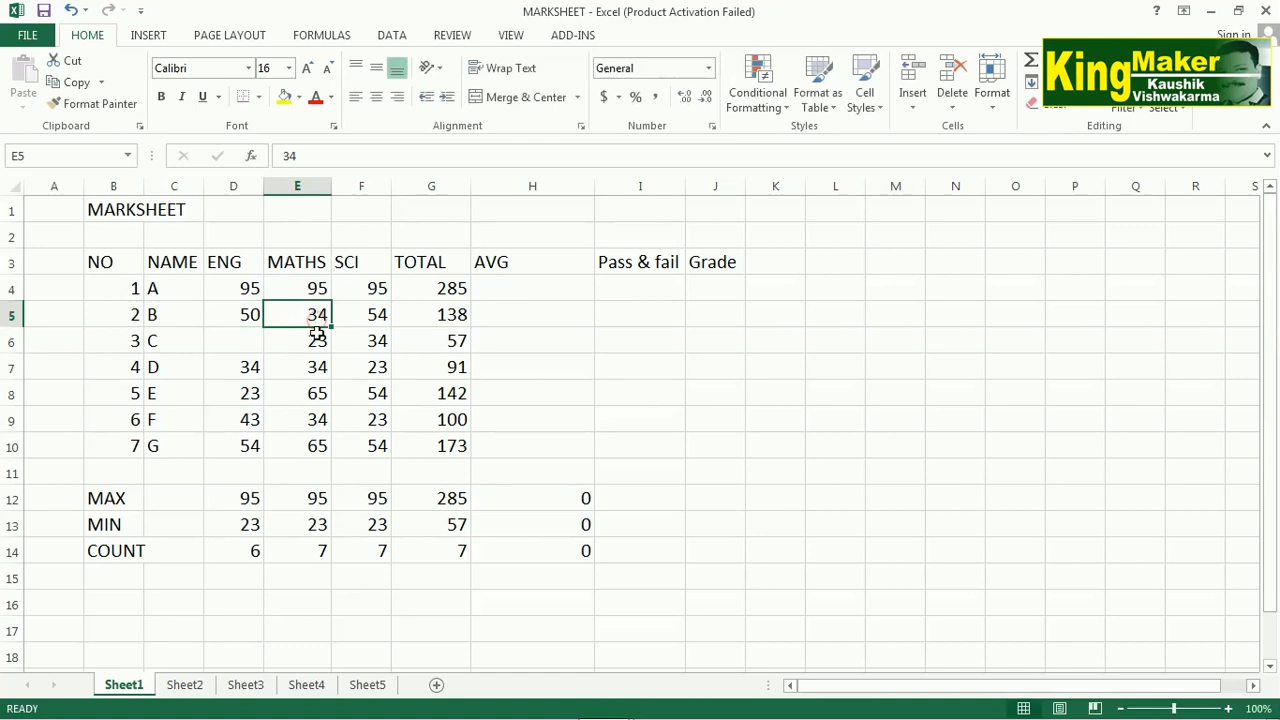 MARKSHEET - Excel (Product Activation Failed)
?
FILE HOME INSERT PAGE LAYOUT FORMULAS DATA REVIEW VIEW ADD-INS Sign in
King Maker
Kaushik
Vishwakarma
Paste Cut
Copy
Format Painter
Calibri 16
B I U
Wrap Text
Merge & Center
General
$ % ,
Conditional Formatting
Format as Table
Cell Styles
Insert Delete Format
Clipboard Font Alignment Number Styles Cells Editing
E5 fx 34
A B C D E F G H I J K L M N O P Q R S
1 MARKSHEET
2
3 NO NAME ENG MATHS SCI TOTAL AVG Pass & fail Grade
4 1 A 95 95 95 285
5 2 B 50 34 54 138
6 3 C 23 34 57
7 4 D 34 34 23 91
8 5 E 23 65 54 142
9 6 F 43 34 23 100
10 7 G 54 65 54 173
11
12 MAX 95 95 95 285 0
13 MIN 23 23 23 57 0
14 COUNT 6 7 7 7 0
15
16
17
18
Sheet1 Sheet2 Sheet3 Sheet4 Sheet5
READY 100%